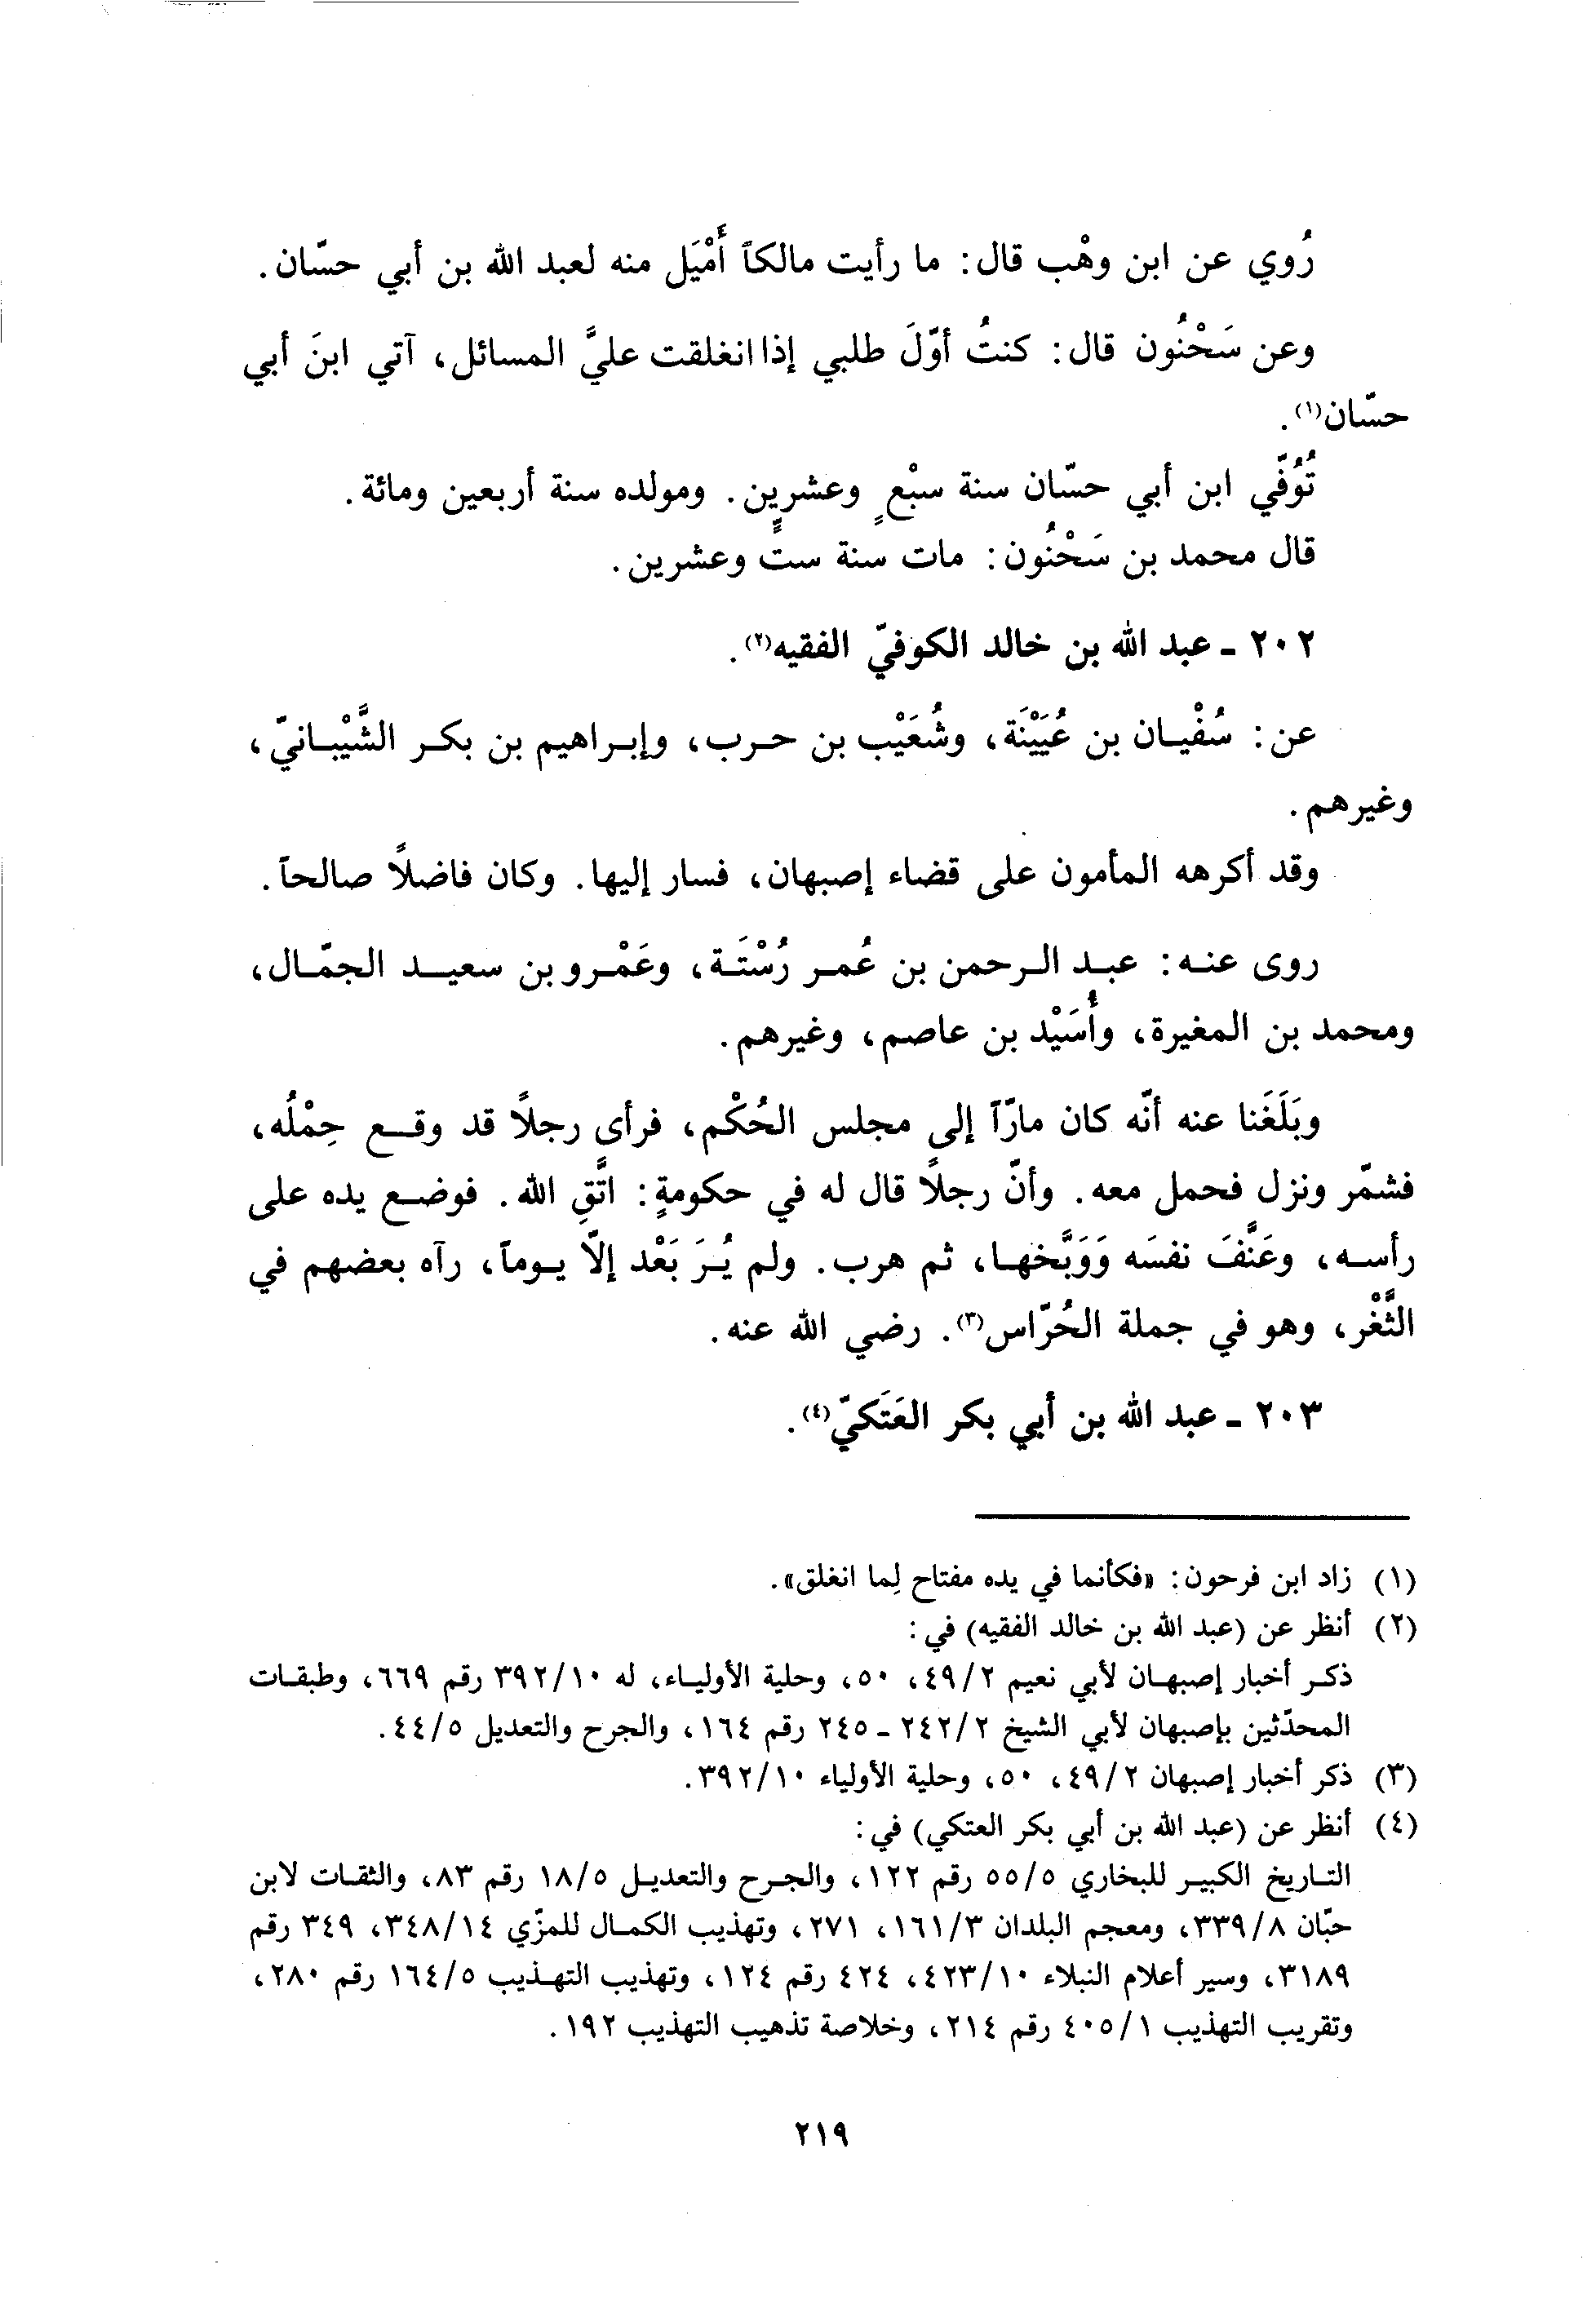 رُوي عن ابن وهْب قال: ما رأيت مالكاً أَمْيَل منه لعبد الله بن أبي حسّان.
وعن سَحْنُون قال: كنتُ أوّلَ طلبي إذا انغلقت عليَّ المسائل، آتي ابنَ أبي
حسّان(١).
تُوُفّي ابن أبي حسّان سنة سبْعٍ وعشرين. ومولده سنة أربعين ومائة.
قال محمد بن سَحْنُون: مات سنة ستٍّ وعشرين.
٢٠٢ ـ عبد الله بن خالد الكوفيّ الفقيه(٢).
عن: سُفْيان بن عُيَيْنَة، وشُعَيْب بن حرب، وإبراهيم بن بكر الشَّيْبانيّ،
وغيرهم.
وقد أكرهه المأمون على قضاء إصبهان، فسار إليها. وكان فاضلاً صالحاً.
روى عنه: عبد الرحمن بن عُمر رُسْتَة، وعَمْرو بن سعيد الجمّال،
ومحمد بن المغيرة، وأُسَيْد بن عاصم، وغيرهم.
وبَلَغَنا عنه أنّه كان مارّاً إلى مجلس الحُكْم، فرأى رجلاً قد وقع حِمْلُه،
فشمّر ونزل فحمل معه. وأنّ رجلاً قال له في حكومةٍ: اتَّقِ الله. فوضع يده على
رأسه، وعَنَّفَ نفسَه وَوَبَّخها، ثم هرب. ولم يُرَ بَعْد إلاّ يوماً، رآه بعضهم في
الثَّغْر، وهو في جملة الحُرّاس(٣). رضي الله عنه.
٢٠٣ ـ عبد الله بن أبي بكر العَتَكيّ(٤).
(١) زاد ابن فرحون: «فكأنما في يده مفتاح لِما انغلق».
(٢) أنظر عن (عبد الله بن خالد الفقيه) في:
ذكر أخبار إصبهان لأبي نعيم ٢/٤٩، ٥٠، وحلية الأولياء، له ١٠/٣٩٢ رقم ٦٦٩، وطبقات
المحدّثين بإصبهان لأبي الشيخ ٢/٢٤٢ ـ ٢٤٥ رقم ١٦٤، والجرح والتعديل ٥/٤٤.
(٣) ذكر أخبار إصبهان ٢/٤٩، ٥٠، وحلية الأولياء ١٠/٣٩٢.
(٤) أنظر عن (عبد الله بن أبي بكر العتكي) في:
التاريخ الكبير للبخاري ٥/٥٥ رقم ١٢٢، والجرح والتعديل ٥/١٨ رقم ٨٣، والثقات لابن
حبّان ٨/٣٣٩، ومعجم البلدان ٣/١٦١، ٢٧١، وتهذيب الكمال للمزّي ١٤/٣٤٨، ٣٤٩ رقم
٣١٨٩، وسير أعلام النبلاء ١٠/٤٢٣، ٤٢٤ رقم ١٢٤، وتهذيب التهذيب ٥/١٦٤ رقم ٢٨٠،
وتقريب التهذيب ١/٤٠٥ رقم ٢١٤، وخلاصة تذهيب التهذيب ١٩٢.
٢١٩